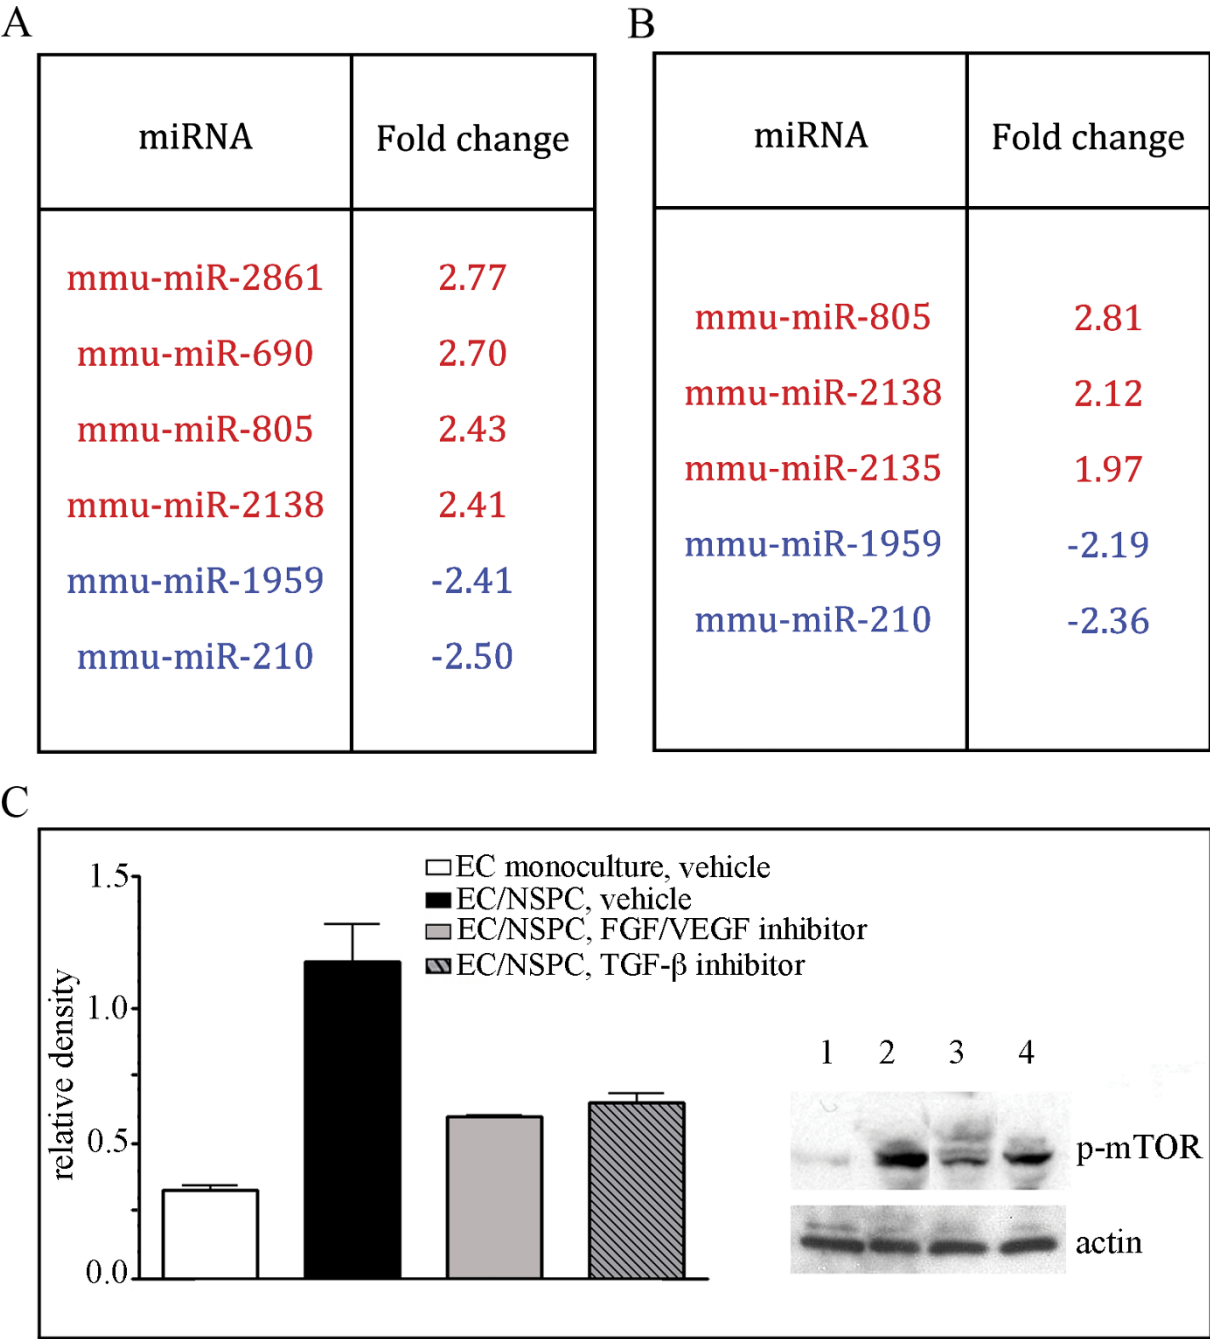 A
miRNA Fold change
mmu-miR-2861 2.77
mmu-miR-690 2.70
mmu-miR-805 2.43
mmu-miR-2138 2.41
mmu-miR-1959 -2.41
mmu-miR-210 -2.50
B
miRNA Fold change
mmu-miR-805 2.81
mmu-miR-2138 2.12
mmu-miR-2135 1.97
mmu-miR-1959 -2.19
mmu-miR-210 -2.36
C
relative density
1.5
1.0
0.5
0.0
EC monoculture, vehicle
EC/NSPC, vehicle
EC/NSPC, FGF/VEGF inhibitor
EC/NSPC, TGF-β inhibitor
1 2 3 4
p-mTOR
actin